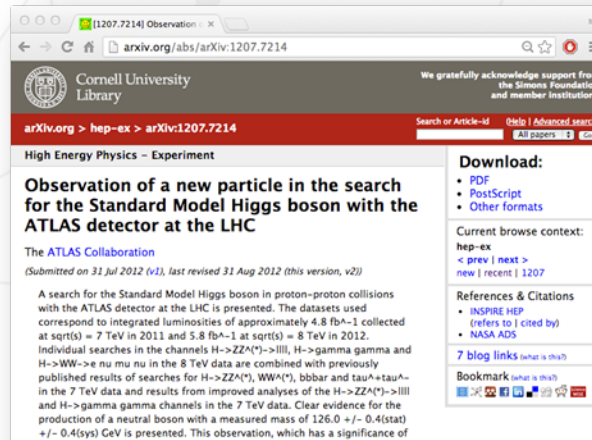 [1207.7214] Observation
arxiv.org/abs/arXiv:1207.7214
Cornell University
Library
We gratefully acknowledge support from
the Simons Foundation
and member institutions
arXiv.org > hep-ex > arXiv:1207.7214
Search or Article-id
(Help | Advanced search
All papers
High Energy Physics – Experiment
Observation of a new particle in the search
for the Standard Model Higgs boson with the
ATLAS detector at the LHC
The ATLAS Collaboration
(Submitted on 31 Jul 2012 (v1), last revised 31 Aug 2012 (this version, v2))
A search for the Standard Model Higgs boson in proton-proton collisions
with the ATLAS detector at the LHC is presented. The datasets used
correspond to integrated luminosities of approximately 4.8 fb^-1 collected
at sqrt(s) = 7 TeV in 2011 and 5.8 fb^-1 at sqrt(s) = 8 TeV in 2012.
Individual searches in the channels H->ZZ^(*)->llll, H->gamma gamma and
H->WW->e nu mu nu in the 8 TeV data are combined with previously
published results of searches for H->ZZ^(*), WW^(*), bbbar and tau^+tau^-
in the 7 TeV data and results from improved analyses of the H->ZZ^(*)->llll
and H->gamma gamma channels in the 7 TeV data. Clear evidence for the
production of a neutral boson with a measured mass of 126.0 +/- 0.4(stat)
+/- 0.4(sys) GeV is presented. This observation, which has a significance of
Download:
• PDF
• PostScript
• Other formats
Current browse context:
hep-ex
< prev | next >
new | recent | 1207
References & Citations
• INSPIRE HEP
(refers to | cited by)
• NASA ADS
7 blog links (what is this?)
Bookmark (what is this?)